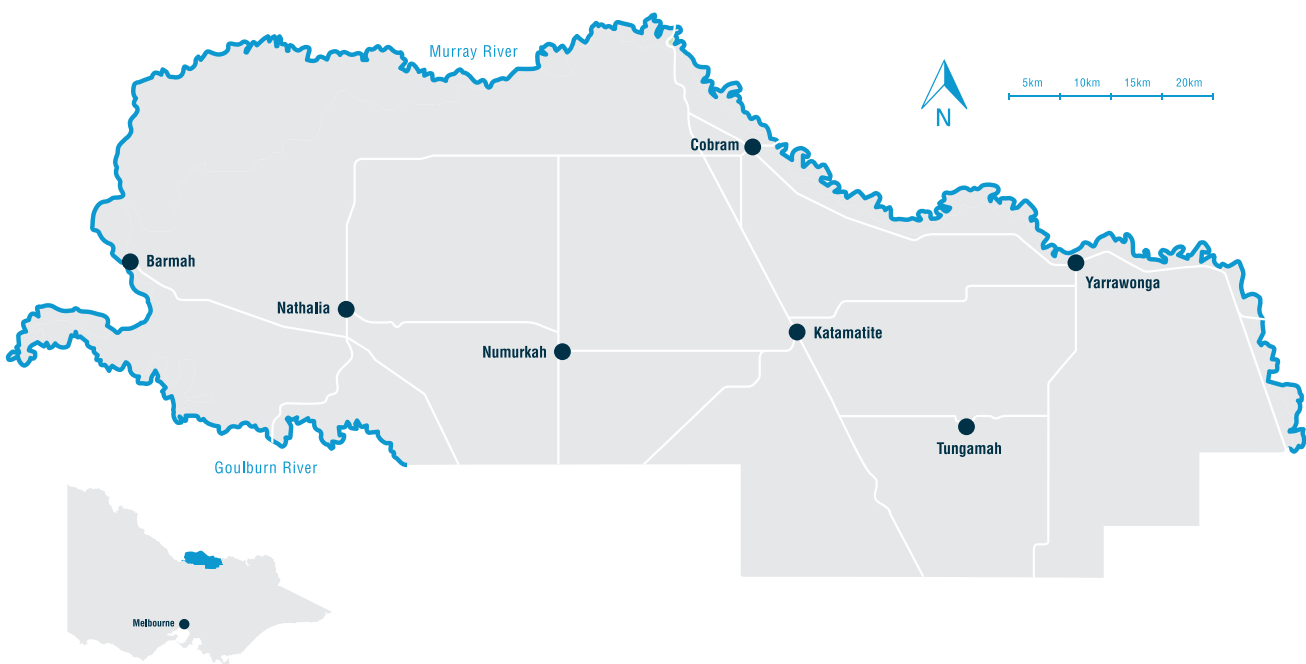 Murray River
5km 10km 15km 20km
N
Cobram
Barmah
Yarrawonga
Nathalia
Katamatite
Numurkah
Tungamah
Goulburn River
Melbourne